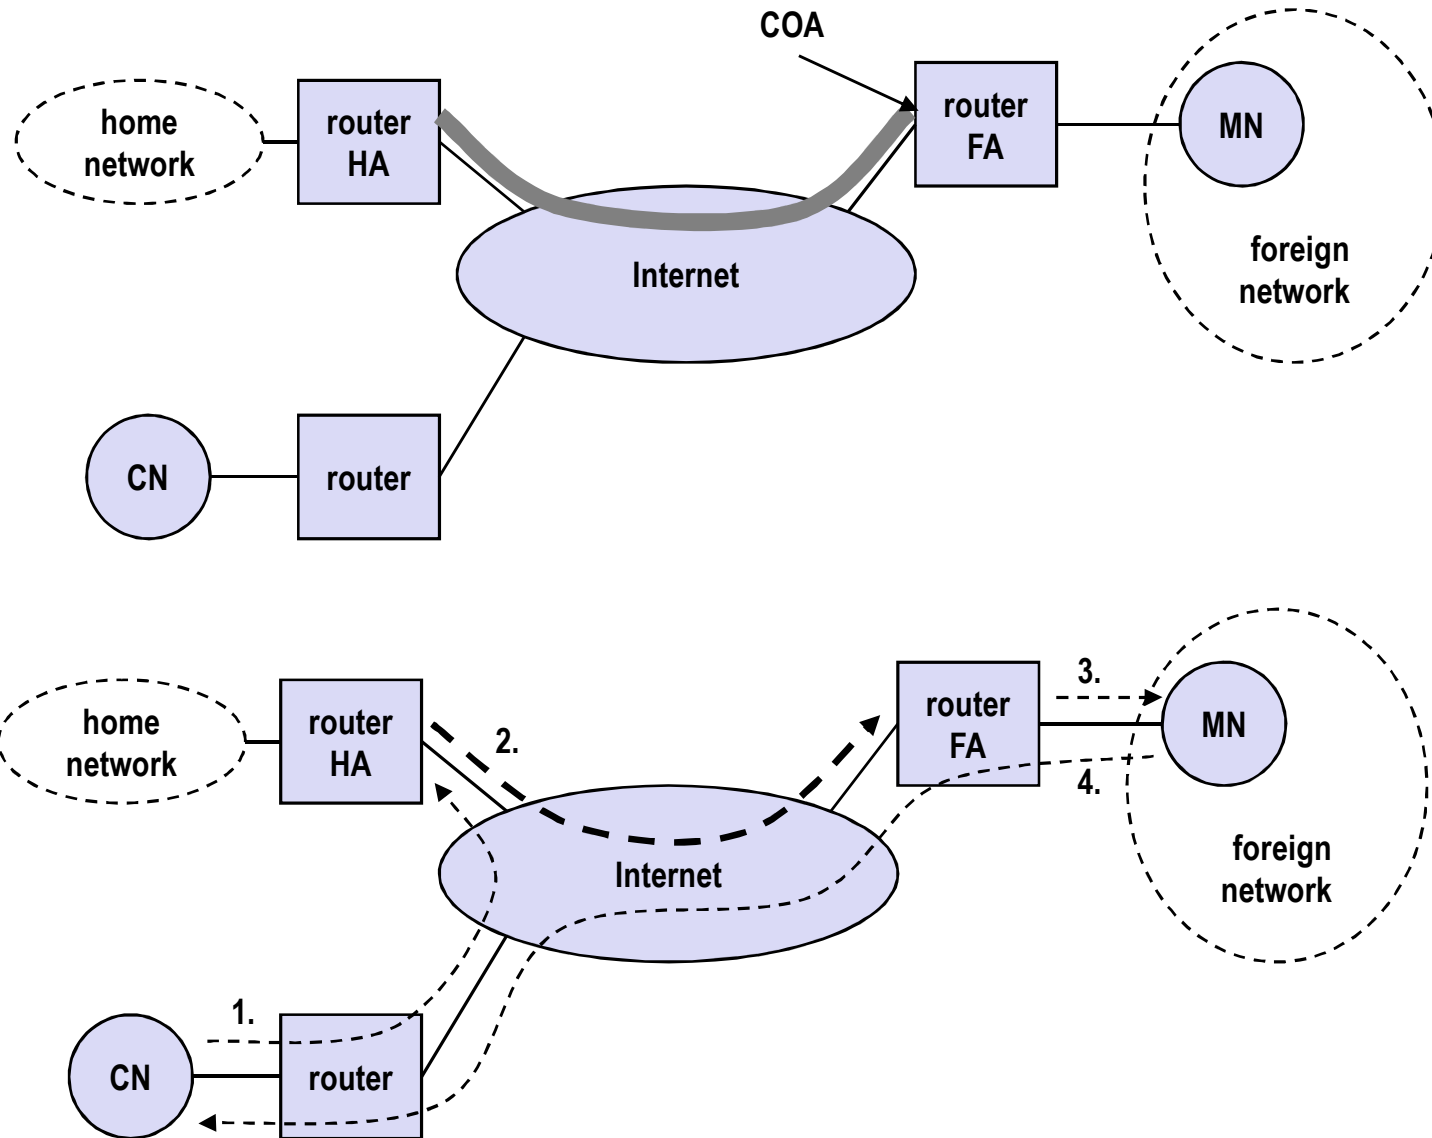 COA
home
network
router
HA
router
FA
MN
Internet
foreign
network
CN
router
home
network
router
HA
2.
router
FA
3.
MN
4.
Internet
foreign
network
1.
CN
router